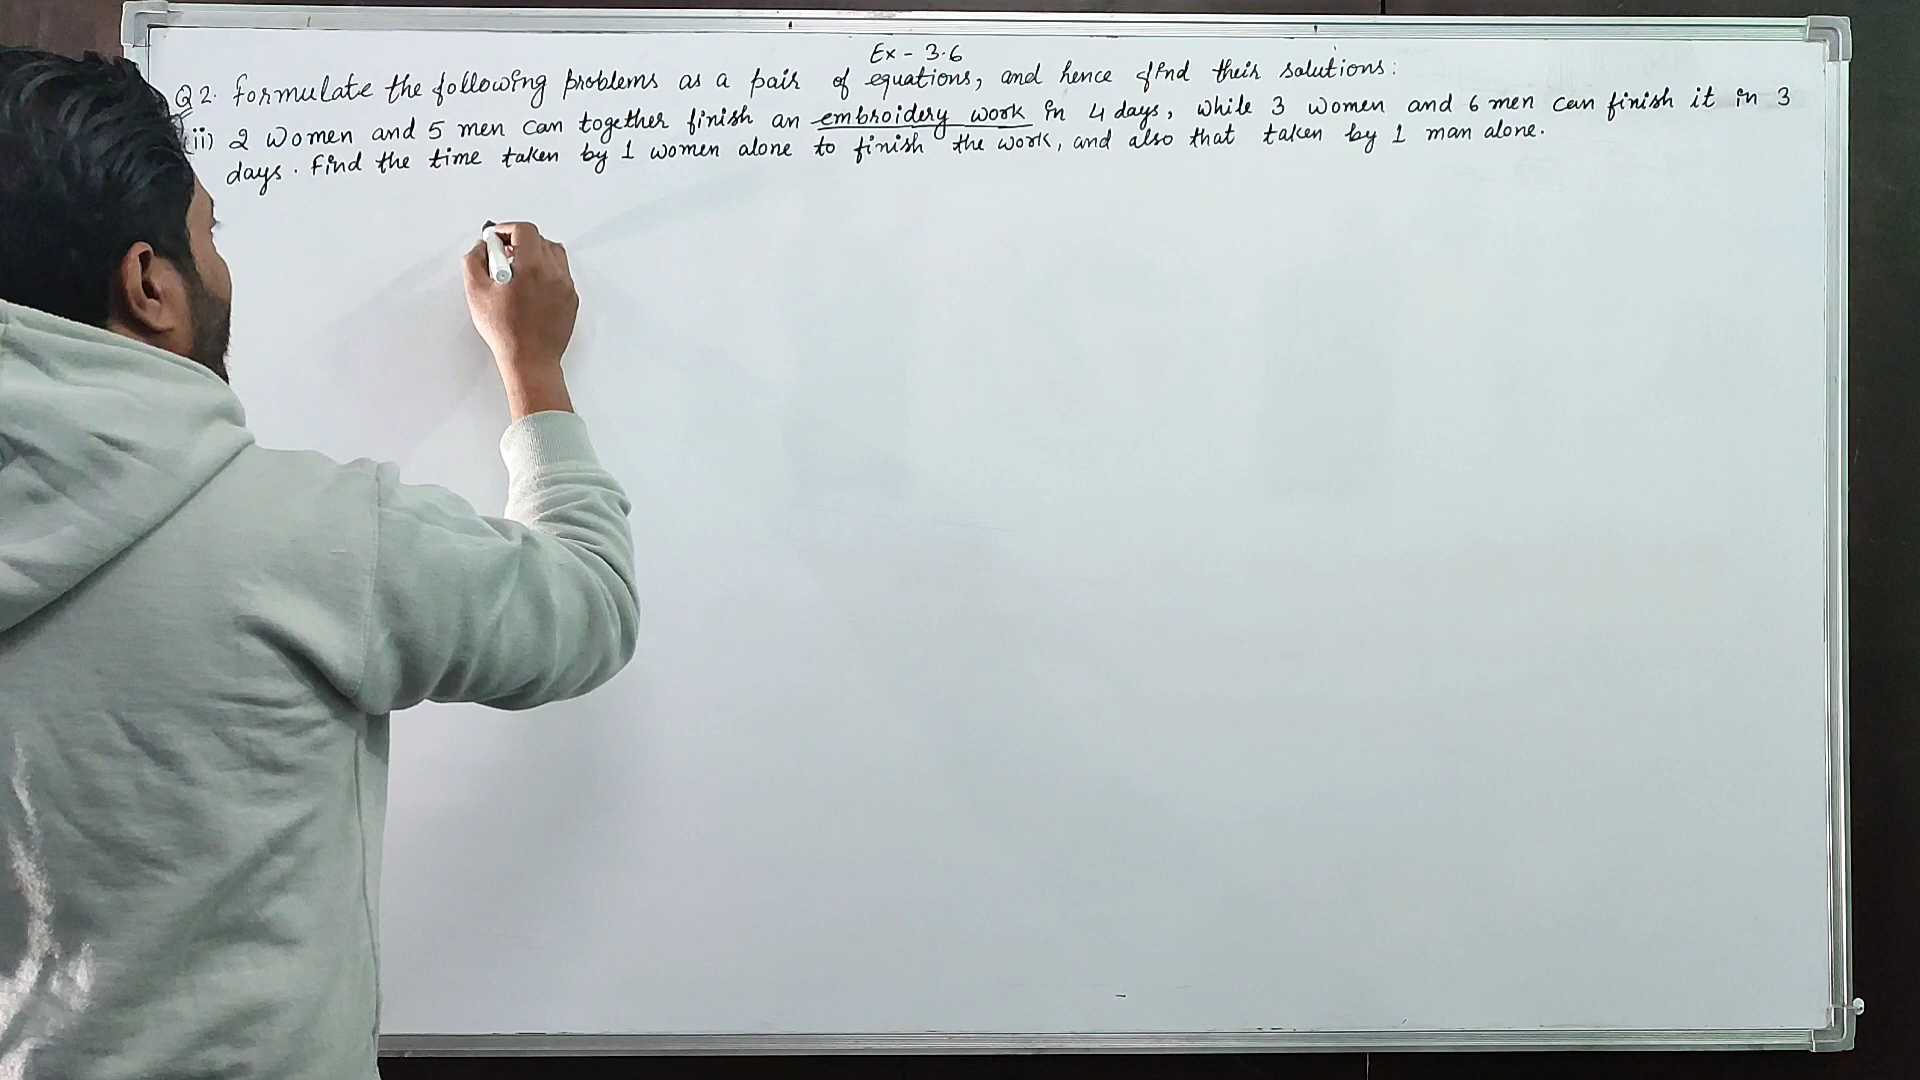 Ex - 3.6
Q2. formulate the following problems as a pair of equations, and hence find their solutions:
(ii) 2 women and 5 men can together finish an embroidery work in 4 days, while 3 women and 6 men can finish it in 3
days. Find the time taken by 1 women alone to finish the work, and also that taken by 1 man alone.